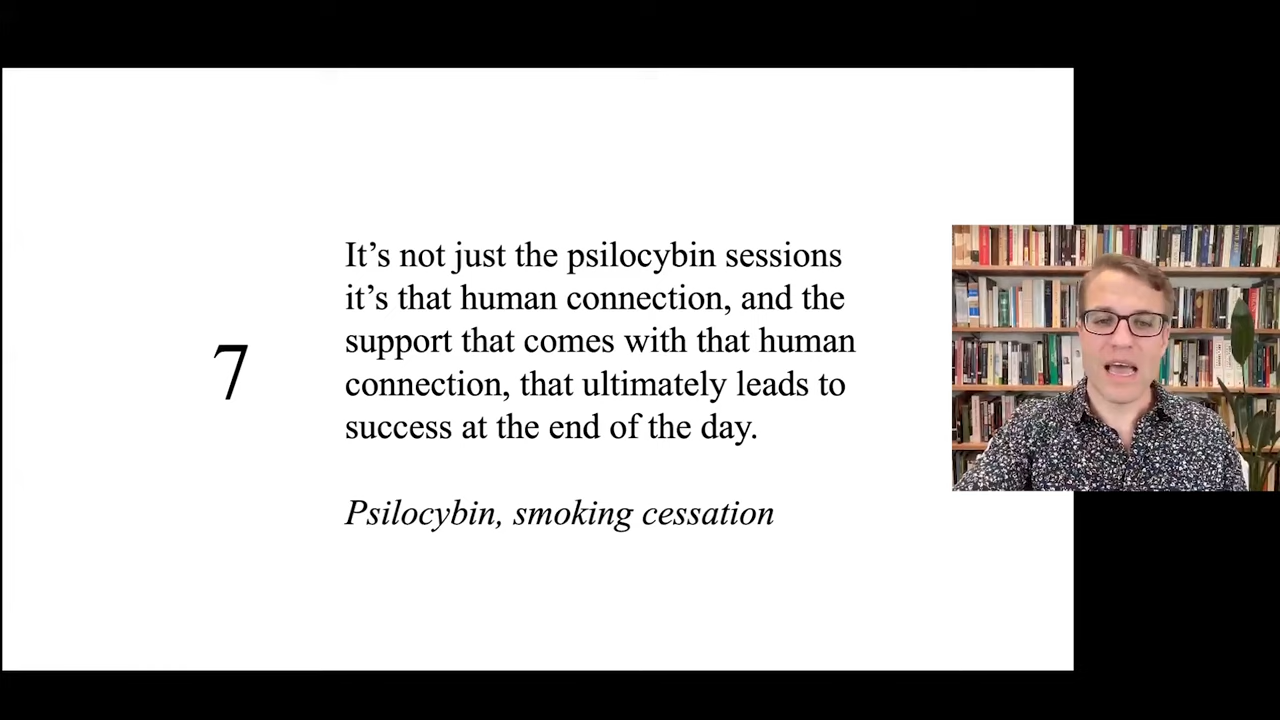 7
It’s not just the psilocybin sessions
it’s that human connection, and the
support that comes with that human
connection, that ultimately leads to
success at the end of the day.
Psilocybin, smoking cessation